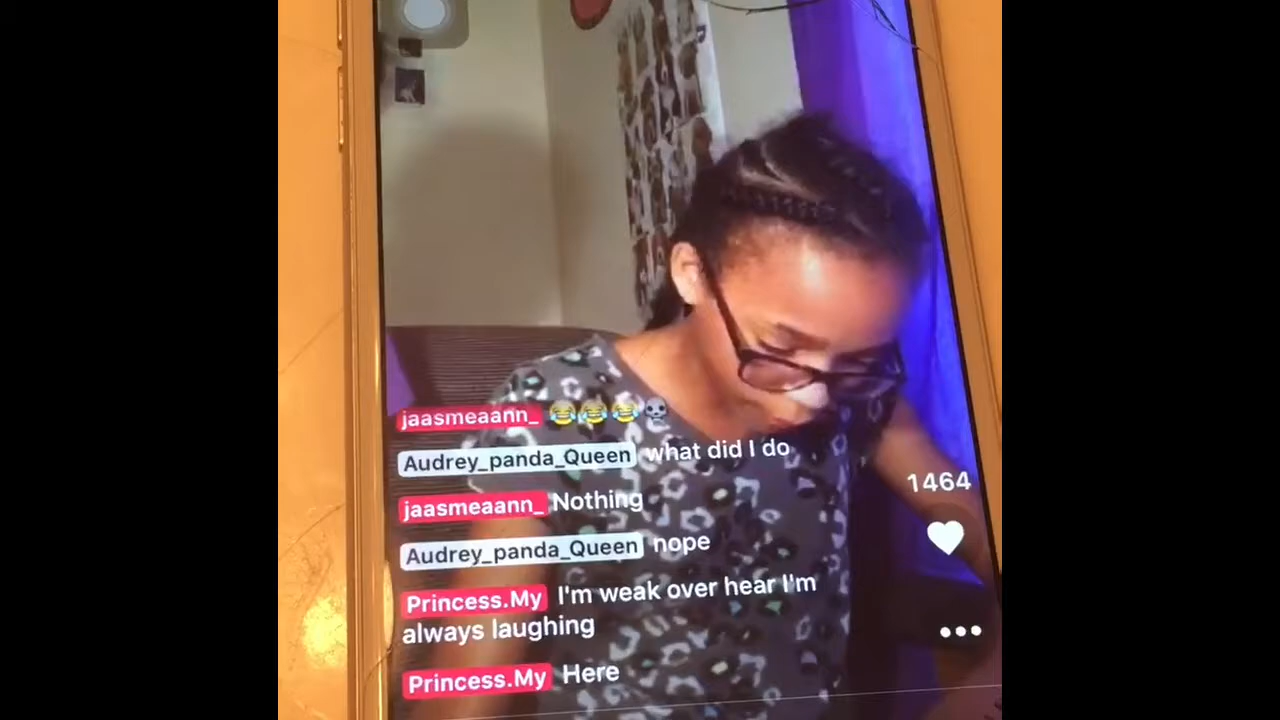 jaasmeaann_ 😂😂😂💀
Audrey_panda_Queen what did I do
jaasmeaann_ Nothing
1464
Audrey_panda_Queen nope
Princess.My I'm weak over hear I'm
always laughing
Princess.My Here